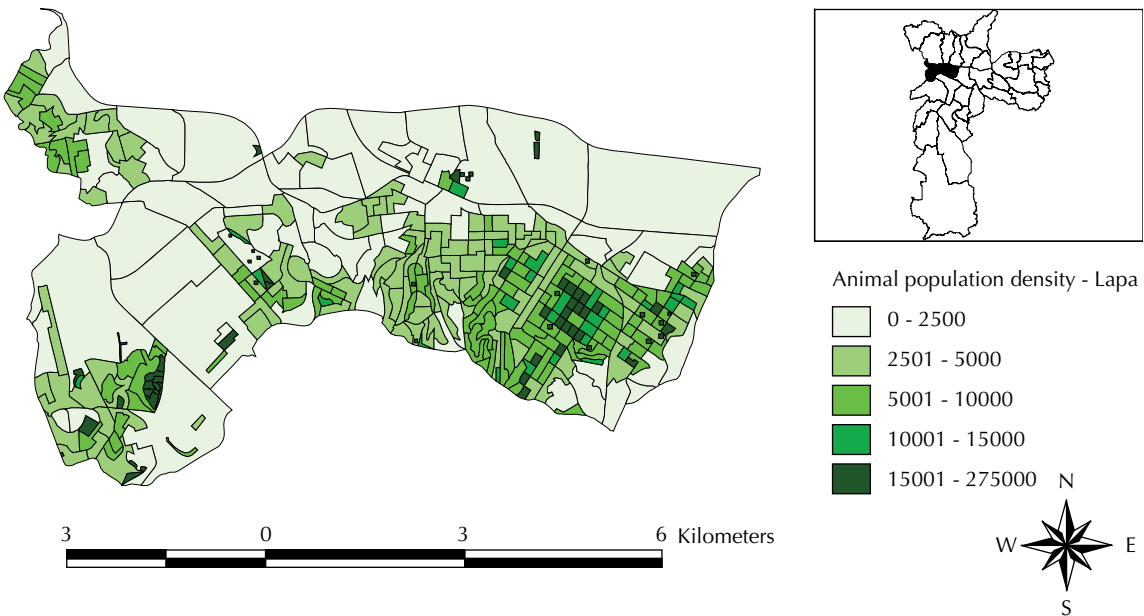 Animal population density - Lapa
0 - 2500
2501 - 5000
5001 - 10000
10001 - 15000
15001 - 275000
N
W E
S
3 0 3 6 Kilometers